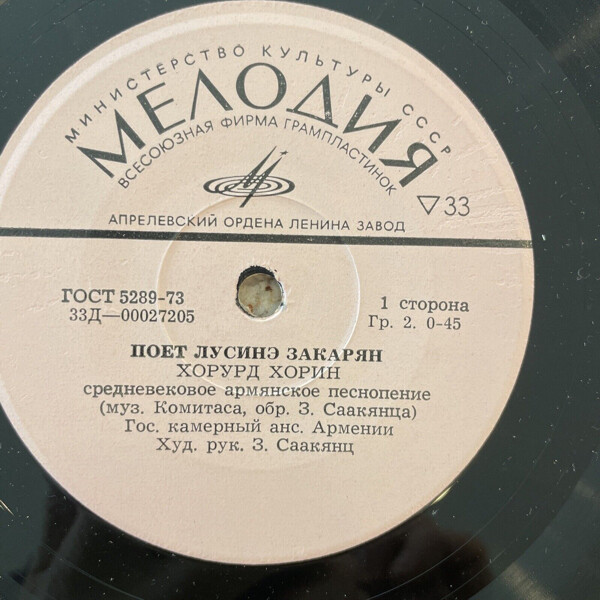 МИНИСТЕРСТВО КУЛЬТУРЫ СССР
МЕЛОДИЯ
ВСЕСОЮЗНАЯ ФИРМА ГРАМПЛАСТИНОК
▽33
АПРЕЛЕВСКИЙ ОРДЕНА ЛЕНИНА ЗАВОД
ГОСТ 5289-73
33Д—00027205
1 сторона
Гр. 2. 0-45
ПОЕТ ЛУСИНЭ ЗАКАРЯН
ХОРУРД ХОРИН
средневековое армянское песнопение
(муз. Комитаса, обр. З. Саакянца)
Гос. камерный анс. Армении
Худ. рук. З. Саакянц